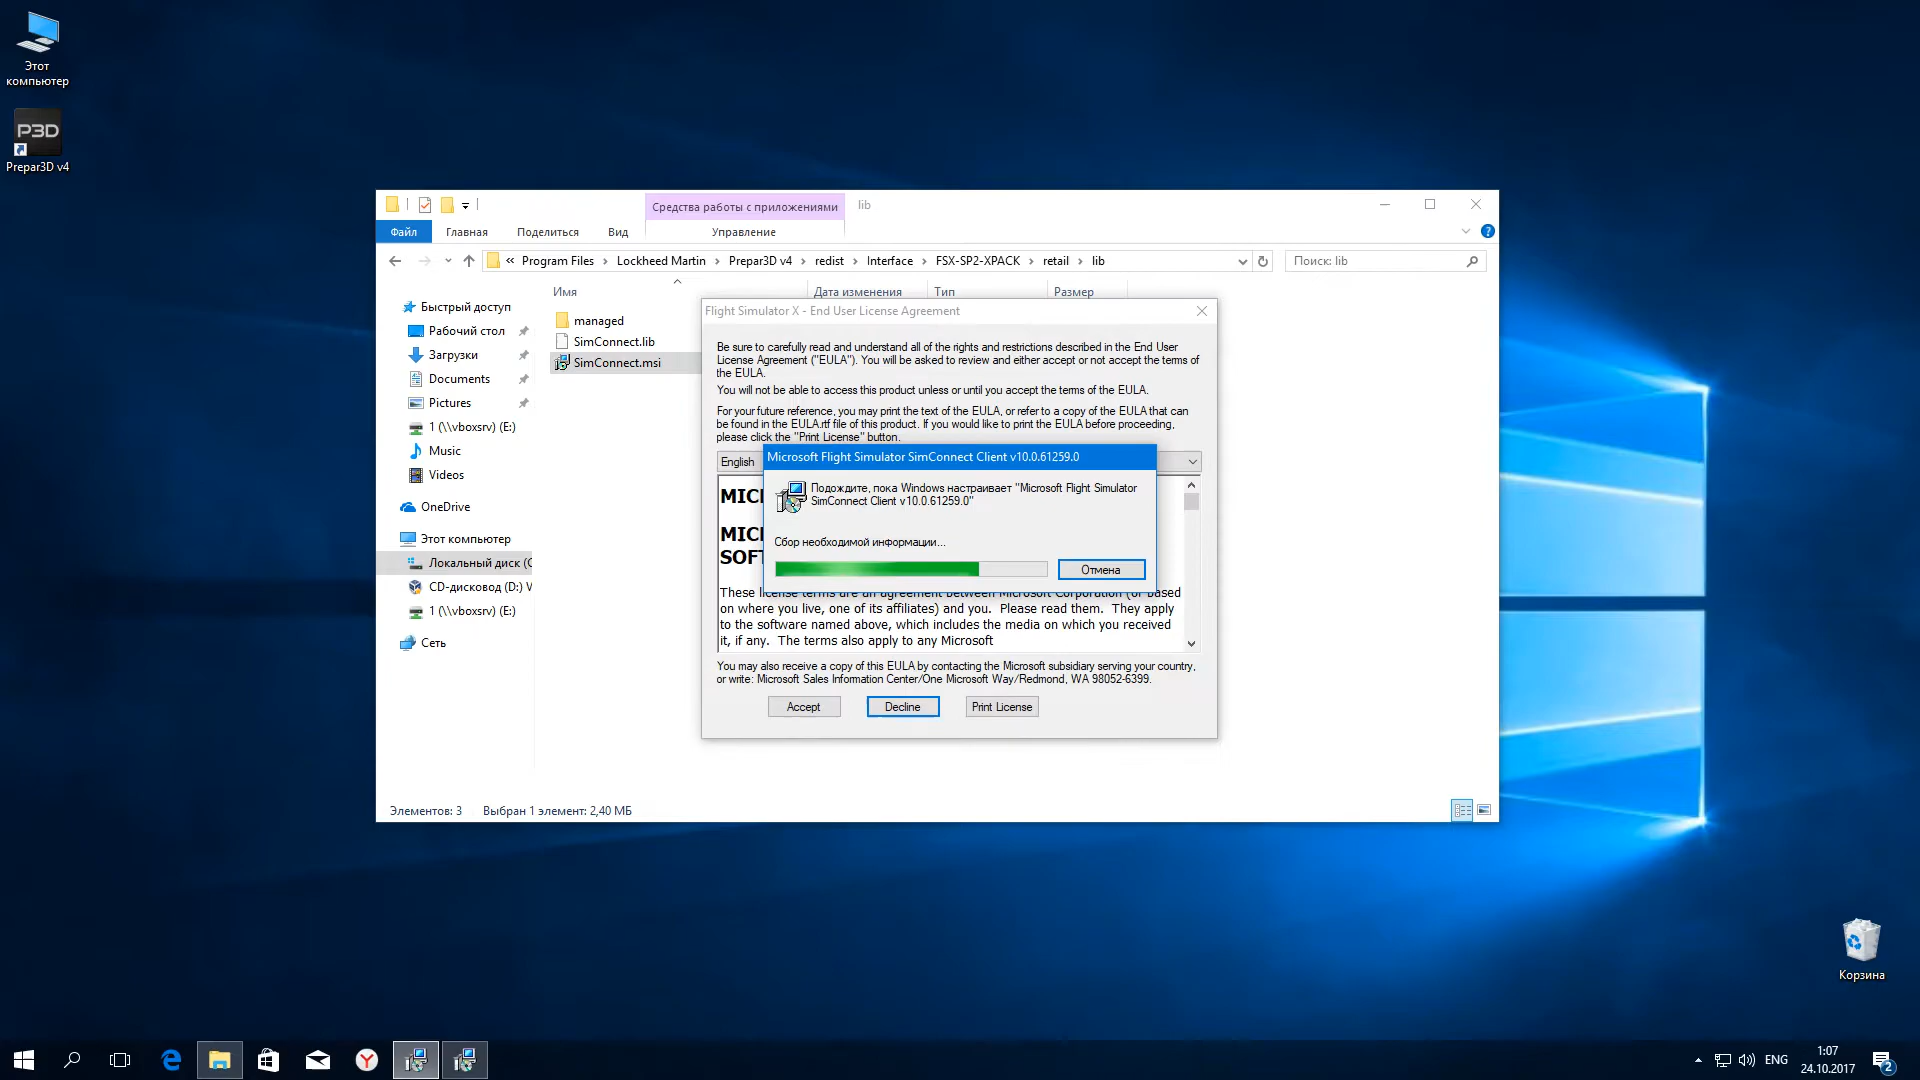 Этот
компьютер
P3D
Prepar3D v4
Средства работы с приложениями
lib
Файл
Главная
Поделиться
Вид
Управление
« Program Files › Lockheed Martin › Prepar3D v4 › redist › Interface › FSX-SP2-XPACK › retail › lib
Поиск: lib
Имя
Дата изменения
Тип
Размер
Быстрый доступ
Рабочий стол
Загрузки
Documents
Pictures
1 (\\vboxsrv) (E:)
Music
Videos
OneDrive
Этот компьютер
Локальный диск (C
CD-дисковод (D:) V
1 (\\vboxsrv) (E:)
Сеть
managed
SimConnect.lib
SimConnect.msi
Flight Simulator X - End User License Agreement
Be sure to carefully read and understand all of the rights and restrictions described in the End User
License Agreement ("EULA"). You will be asked to review and either accept or not accept the terms of
the EULA.
You will not be able to access this product unless or until you accept the terms of the EULA.
For your future reference, you may print the text of the EULA, or refer to a copy of the EULA that can
be found in the EULA.rtf file of this product. If you would like to print the EULA before proceeding,
please click the "Print License" button.
English
Microsoft Flight Simulator SimConnect Client v10.0.61259.0
Подождите, пока Windows настраивает "Microsoft Flight Simulator
SimConnect Client v10.0.61259.0"
Сбор необходимой информации...
Отмена
MIC
MIC
SOFT
These license terms are an agreement between Microsoft Corporation (or based
on where you live, one of its affiliates) and you. Please read them. They apply
to the software named above, which includes the media on which you received
it, if any. The terms also apply to any Microsoft
You may also receive a copy of this EULA by contacting the Microsoft subsidiary serving your country,
or write: Microsoft Sales Information Center/One Microsoft Way/Redmond, WA 98052-6399.
Accept
Decline
Print License
Элементов: 3
Выбран 1 элемент: 2,40 МБ
Корзина
ENG
1:07
24.10.2017
2